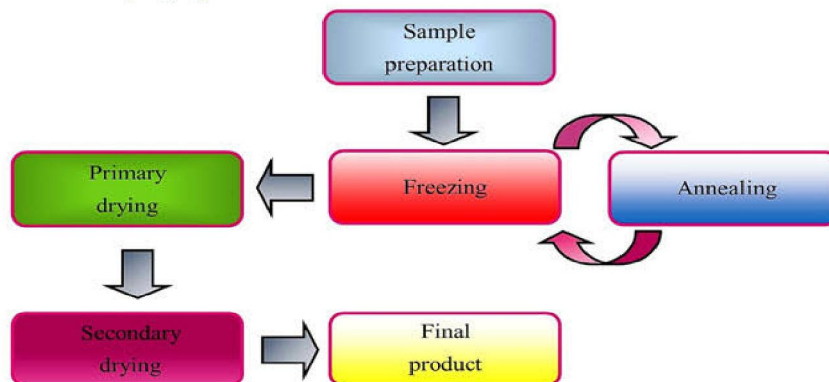 Sample
preparation
Primary
drying
Freezing
Annealing
Secondary
drying
Final
product